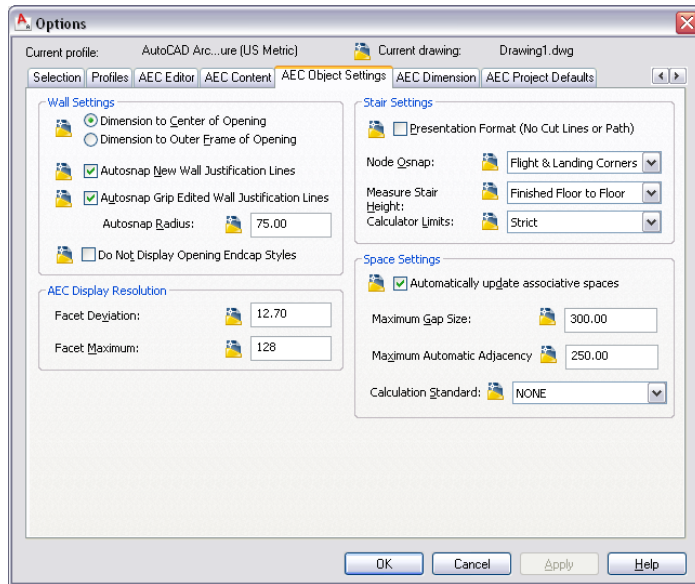 Options
Current profile: AutoCAD Arc...ure (US Metric) Current drawing: Drawing1.dwg
Selection Profiles AEC Editor AEC Content AEC Object Settings AEC Dimension AEC Project Defaults
Wall Settings
Dimension to Center of Opening
Dimension to Outer Frame of Opening
Autosnap New Wall Justification Lines
Autosnap Grip Edited Wall Justification Lines
Autosnap Radius: 75.00
Do Not Display Opening Endcap Styles
AEC Display Resolution
Facet Deviation: 12.70
Facet Maximum: 128
Stair Settings
Presentation Format (No Cut Lines or Path)
Node Osnap: Flight & Landing Corners
Measure Stair Height: Finished Floor to Floor
Calculator Limits: Strict
Space Settings
Automatically update associative spaces
Maximum Gap Size: 300.00
Maximum Automatic Adjacency 250.00
Calculation Standard: NONE
OK Cancel Apply Help